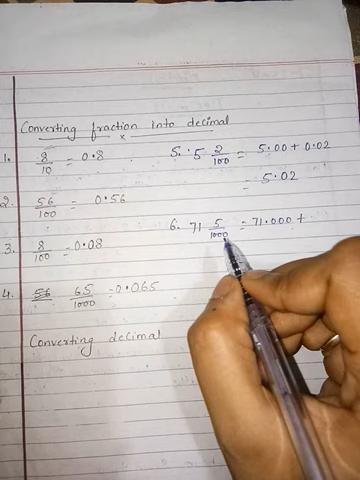 Converting fraction into decimal
1. 8/10 = 0.8
2. 56/100 = 0.56
3. 8/100 = 0.08
4. 65/1000 = 0.065
5. 5 2/100 = 5.00 + 0.02
= 5.02
6. 71 5/1000 = 71.000 +
Converting decimal